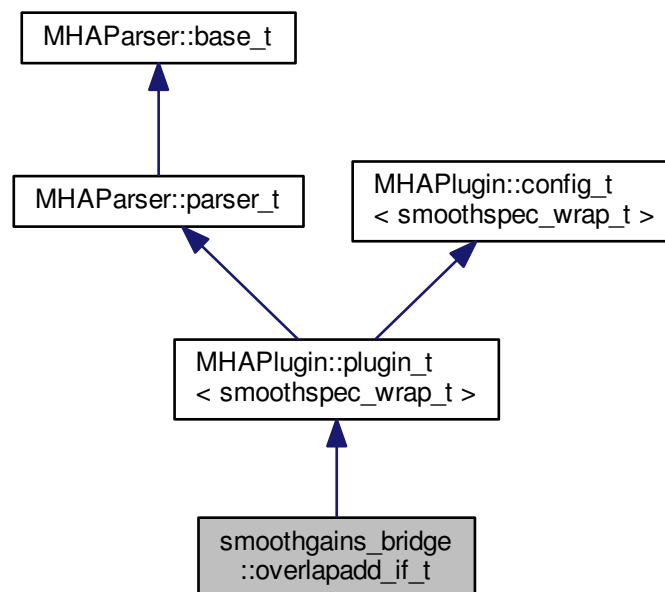 MHAParser::base_t
MHAParser::parser_t
MHAPlugin::config_t
< smoothspec_wrap_t >
MHAPlugin::plugin_t
< smoothspec_wrap_t >
smoothgains_bridge
::overlapadd_if_t